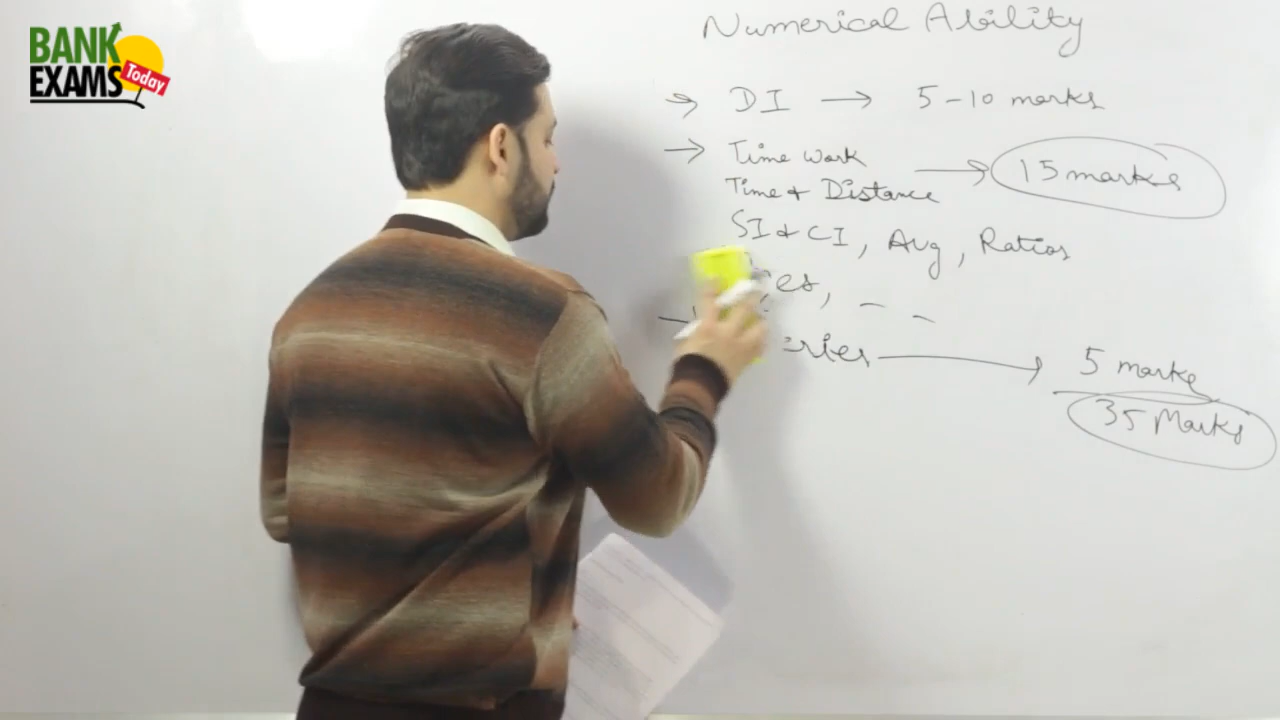 BANK
EXAMS
Today
Numerical Ability
→ DI → 5-10 marks
→ Time Work
Time & Distance → 15 marks
SI & CI, Avg, Ratios
5 marks
35 Marks